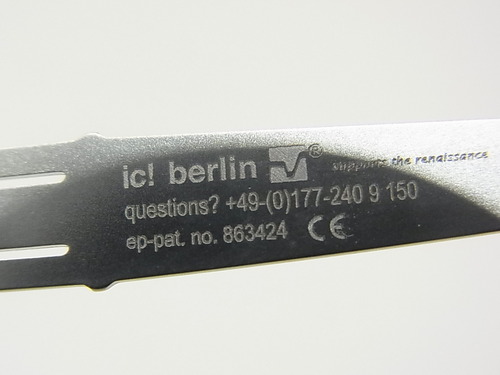 ic! berlin ® supports the renaissance
questions? +49-(0)177-240 9 150
ep-pat. no. 863424 CE